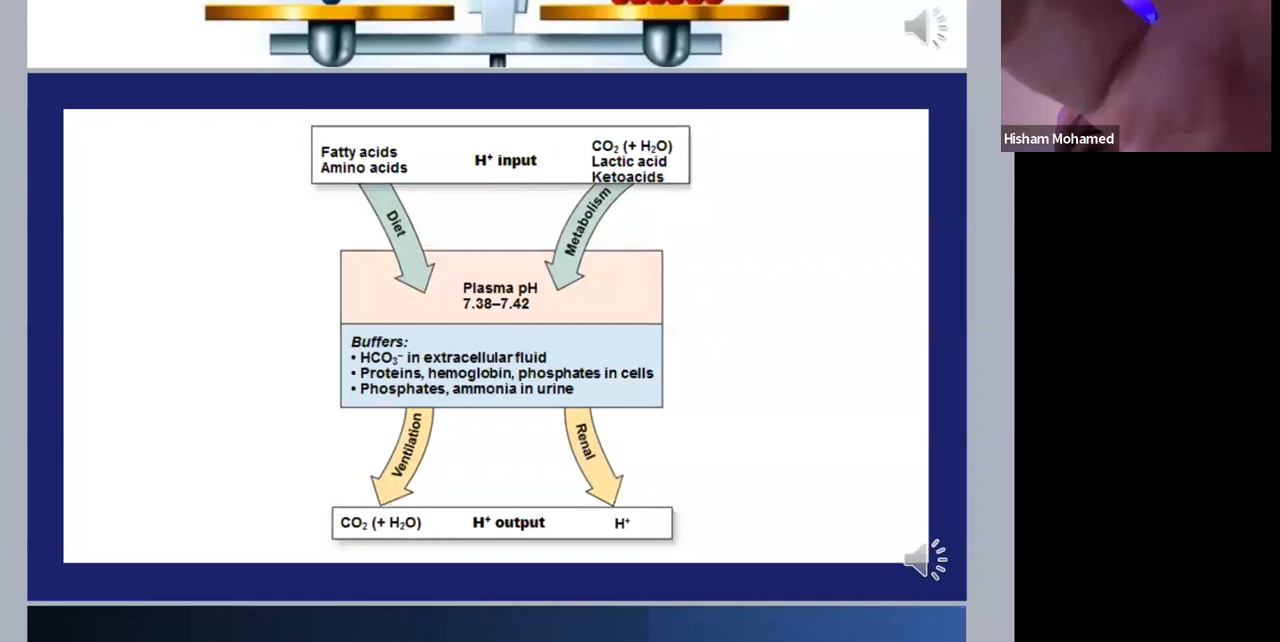 Fatty acids
Amino acids
H⁺ input
CO₂ (+ H₂O)
Lactic acid
Ketoacids
Diet
Metabolism
Plasma pH
7.38–7.42
Buffers:
• HCO₃⁻ in extracellular fluid
• Proteins, hemoglobin, phosphates in cells
• Phosphates, ammonia in urine
Ventilation
Renal
CO₂ (+ H₂O)
H⁺ output
H⁺
Hisham Mohamed